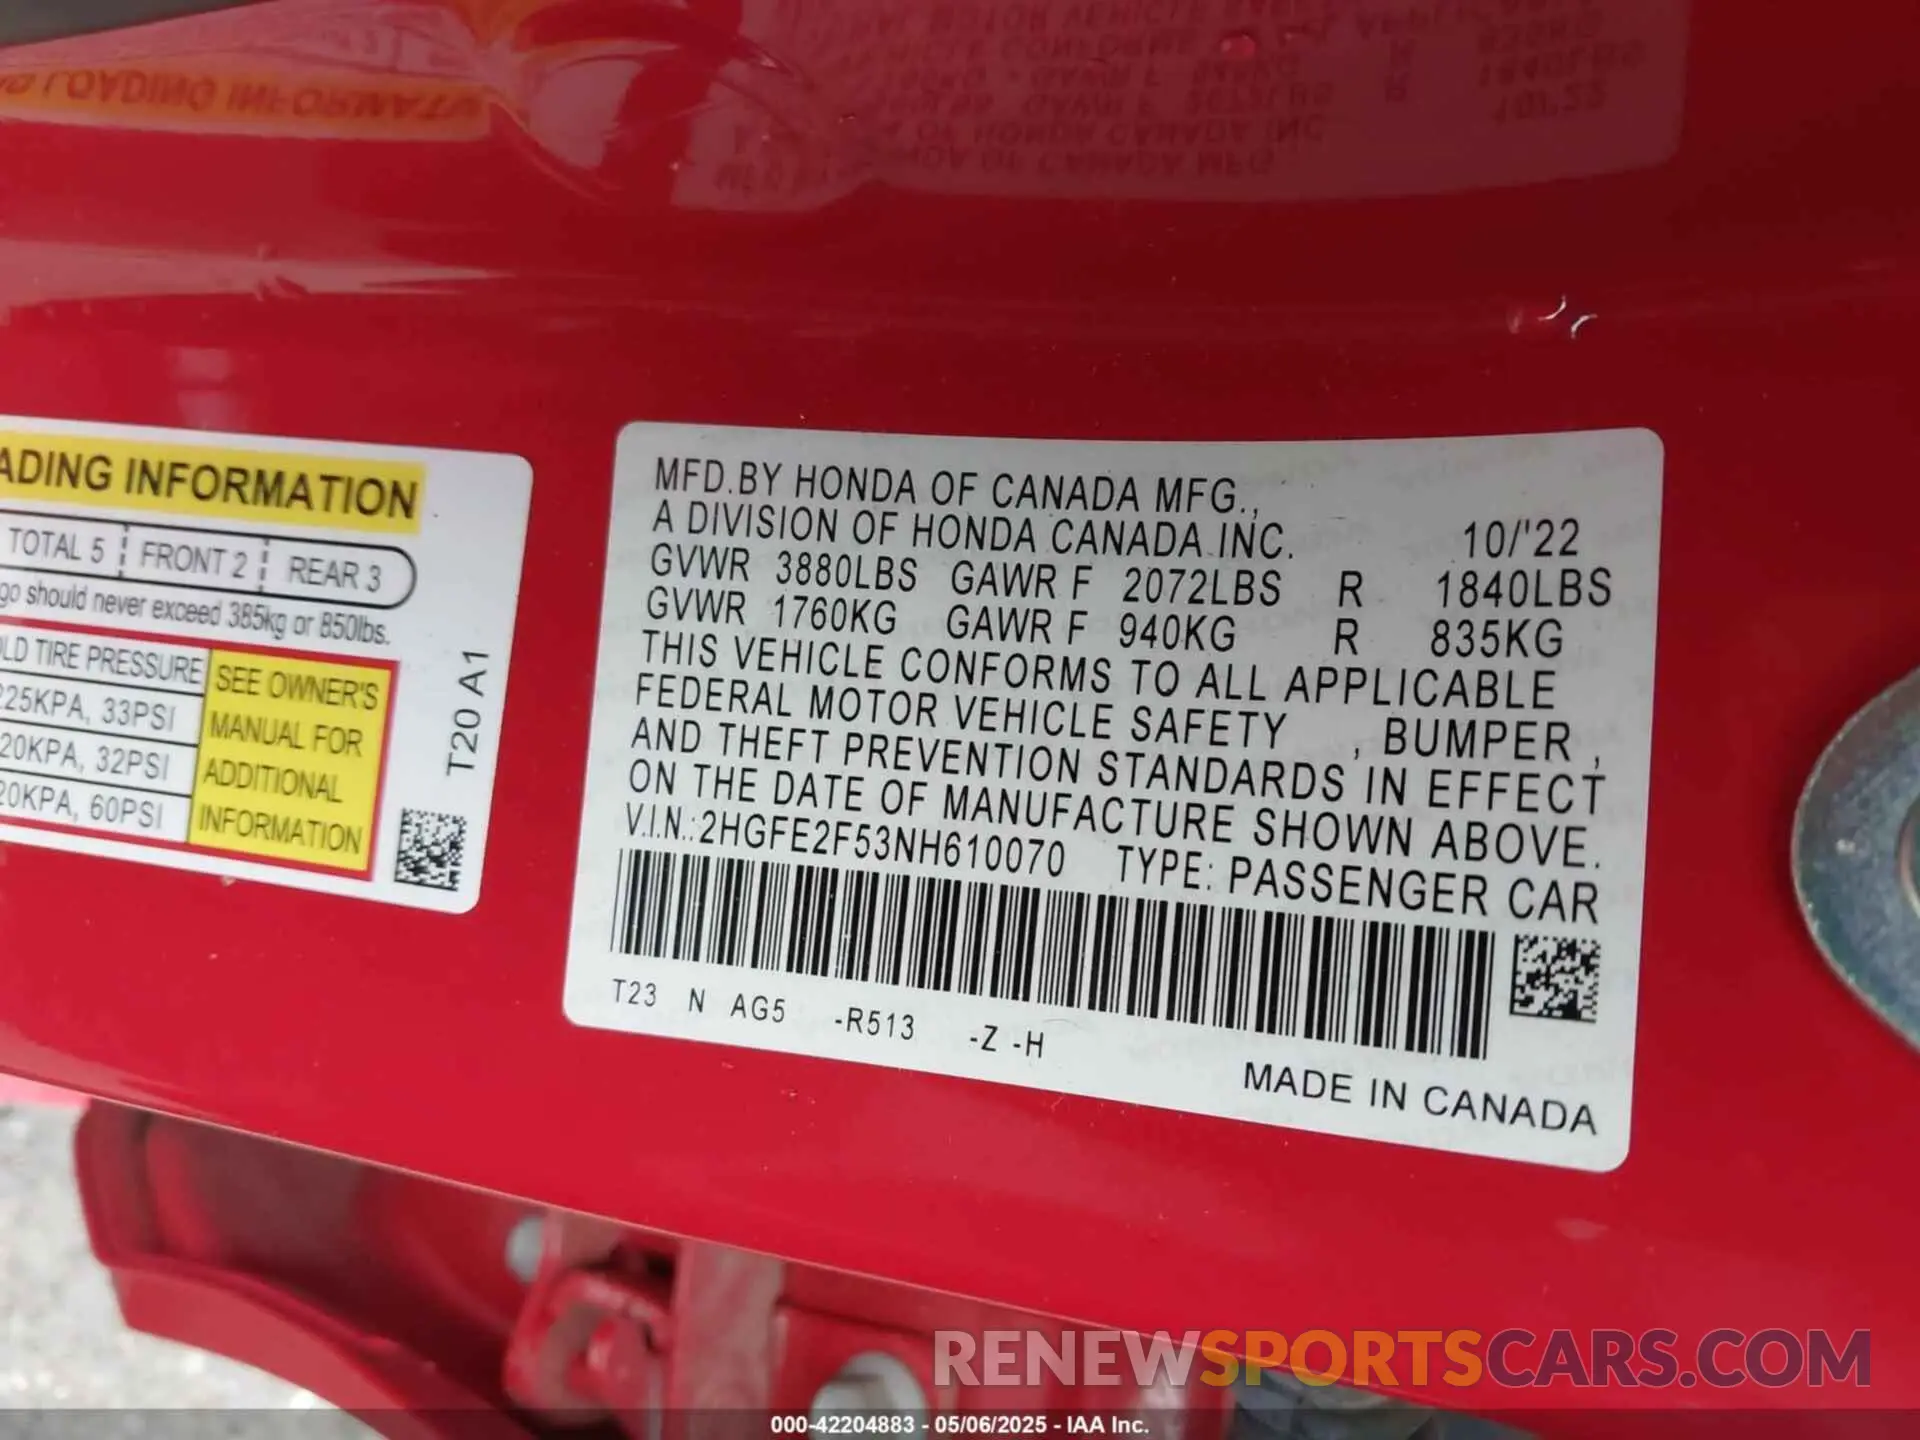 LOADING INFORMATION
ADING INFORMATION
TOTAL 5 FRONT 2 REAR 3
go should never exceed 385kg or 850lbs.
LD TIRE PRESSURE
225KPA, 33PSI
20KPA, 32PSI
20KPA, 60PSI
SEE OWNER'S
MANUAL FOR
ADDITIONAL
INFORMATION
T20 A1
MFD.BY HONDA OF CANADA MFG.,
A DIVISION OF HONDA CANADA INC. 10/'22
GVWR 3880LBS GAWR F 2072LBS R 1840LBS
GVWR 1760KG GAWR F 940KG R 835KG
THIS VEHICLE CONFORMS TO ALL APPLICABLE
FEDERAL MOTOR VEHICLE SAFETY , BUMPER ,
AND THEFT PREVENTION STANDARDS IN EFFECT
ON THE DATE OF MANUFACTURE SHOWN ABOVE.
V.I.N.:2HGFE2F53NH610070 TYPE: PASSENGER CAR
T23 N AG5 -R513 -Z -H
MADE IN CANADA
RENEWSPORTSCARS.COM
000-42204883 - 05/06/2025 - IAA Inc.